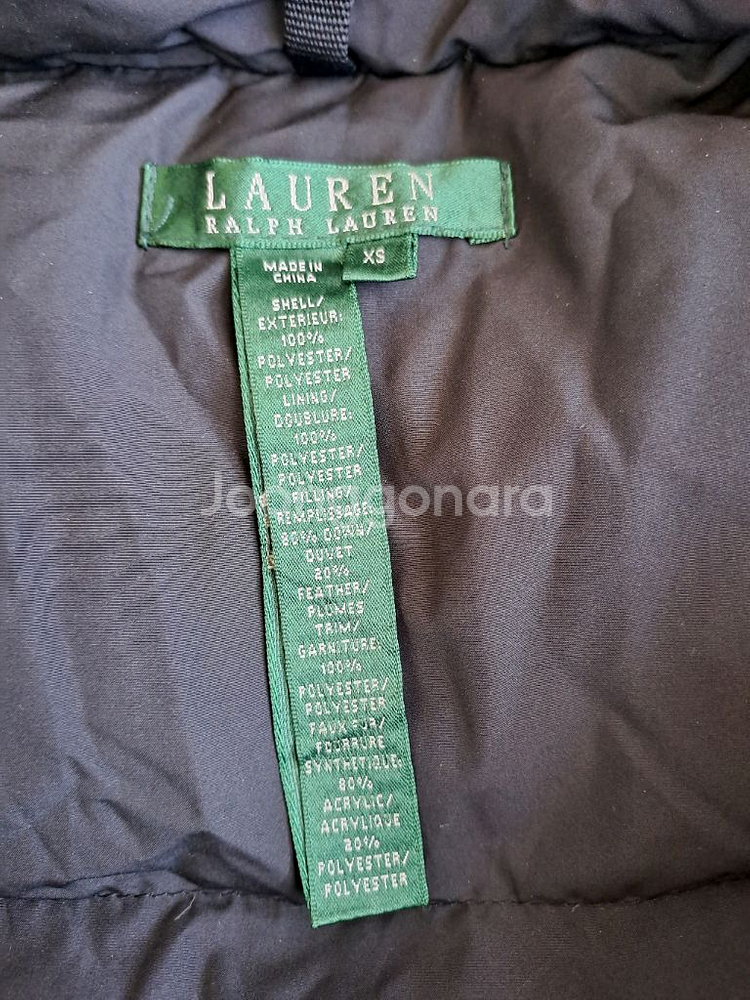 LAUREN
RALPH LAUREN
XS
MADE IN
CHINA
SHELL/
EXTERIEUR:
100%
POLYESTER/
POLYESTER
LINING/
DOUBLURE:
100%
POLYESTER/
POLYESTER
FILLING/
REMPLISSAGE:
80% DOWN/
DUVET
20%
FEATHER/
PLUMES
TRIM/
GARNITURE:
100%
POLYESTER/
POLYESTER
FAUX FUR/
FOURRURE
SYNTHETIQUE:
80%
ACRYLIC/
ACRYLIQUE
20%
POLYESTER/
POLYESTER
Joonggonara